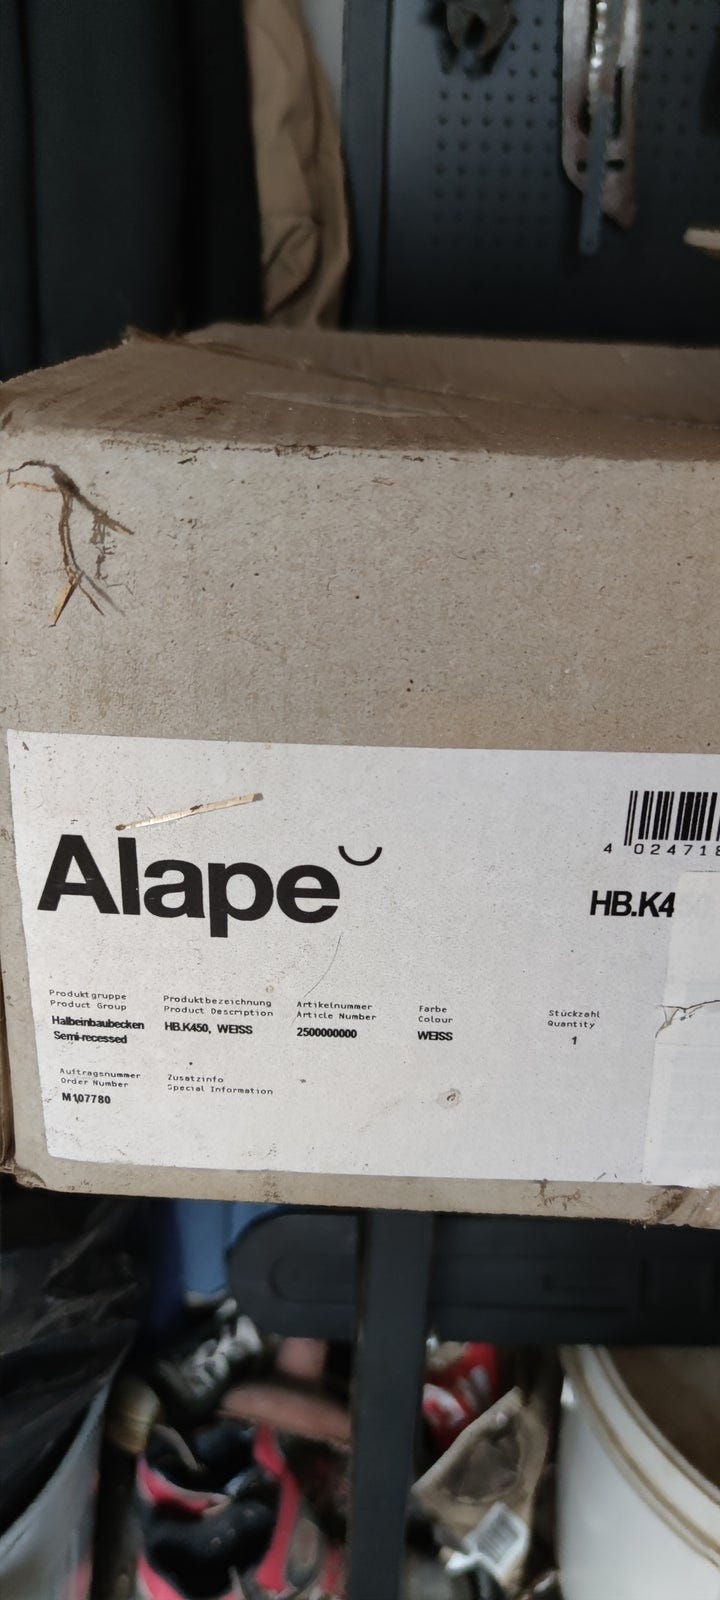 Alape
4 024718
HB.K4
Produktgruppe
Product Group
Halbeinbaubecken
Semi-recessed
Produktbezeichnung
Product Description
HB.K450, WEISS
Artikelnummer
Article Number
2500000000
Farbe
Colour
WEISS
Stückzahl
Quantity
1
Auftragsnummer
Order Number
M107780
Zusatzinfo
Special Information